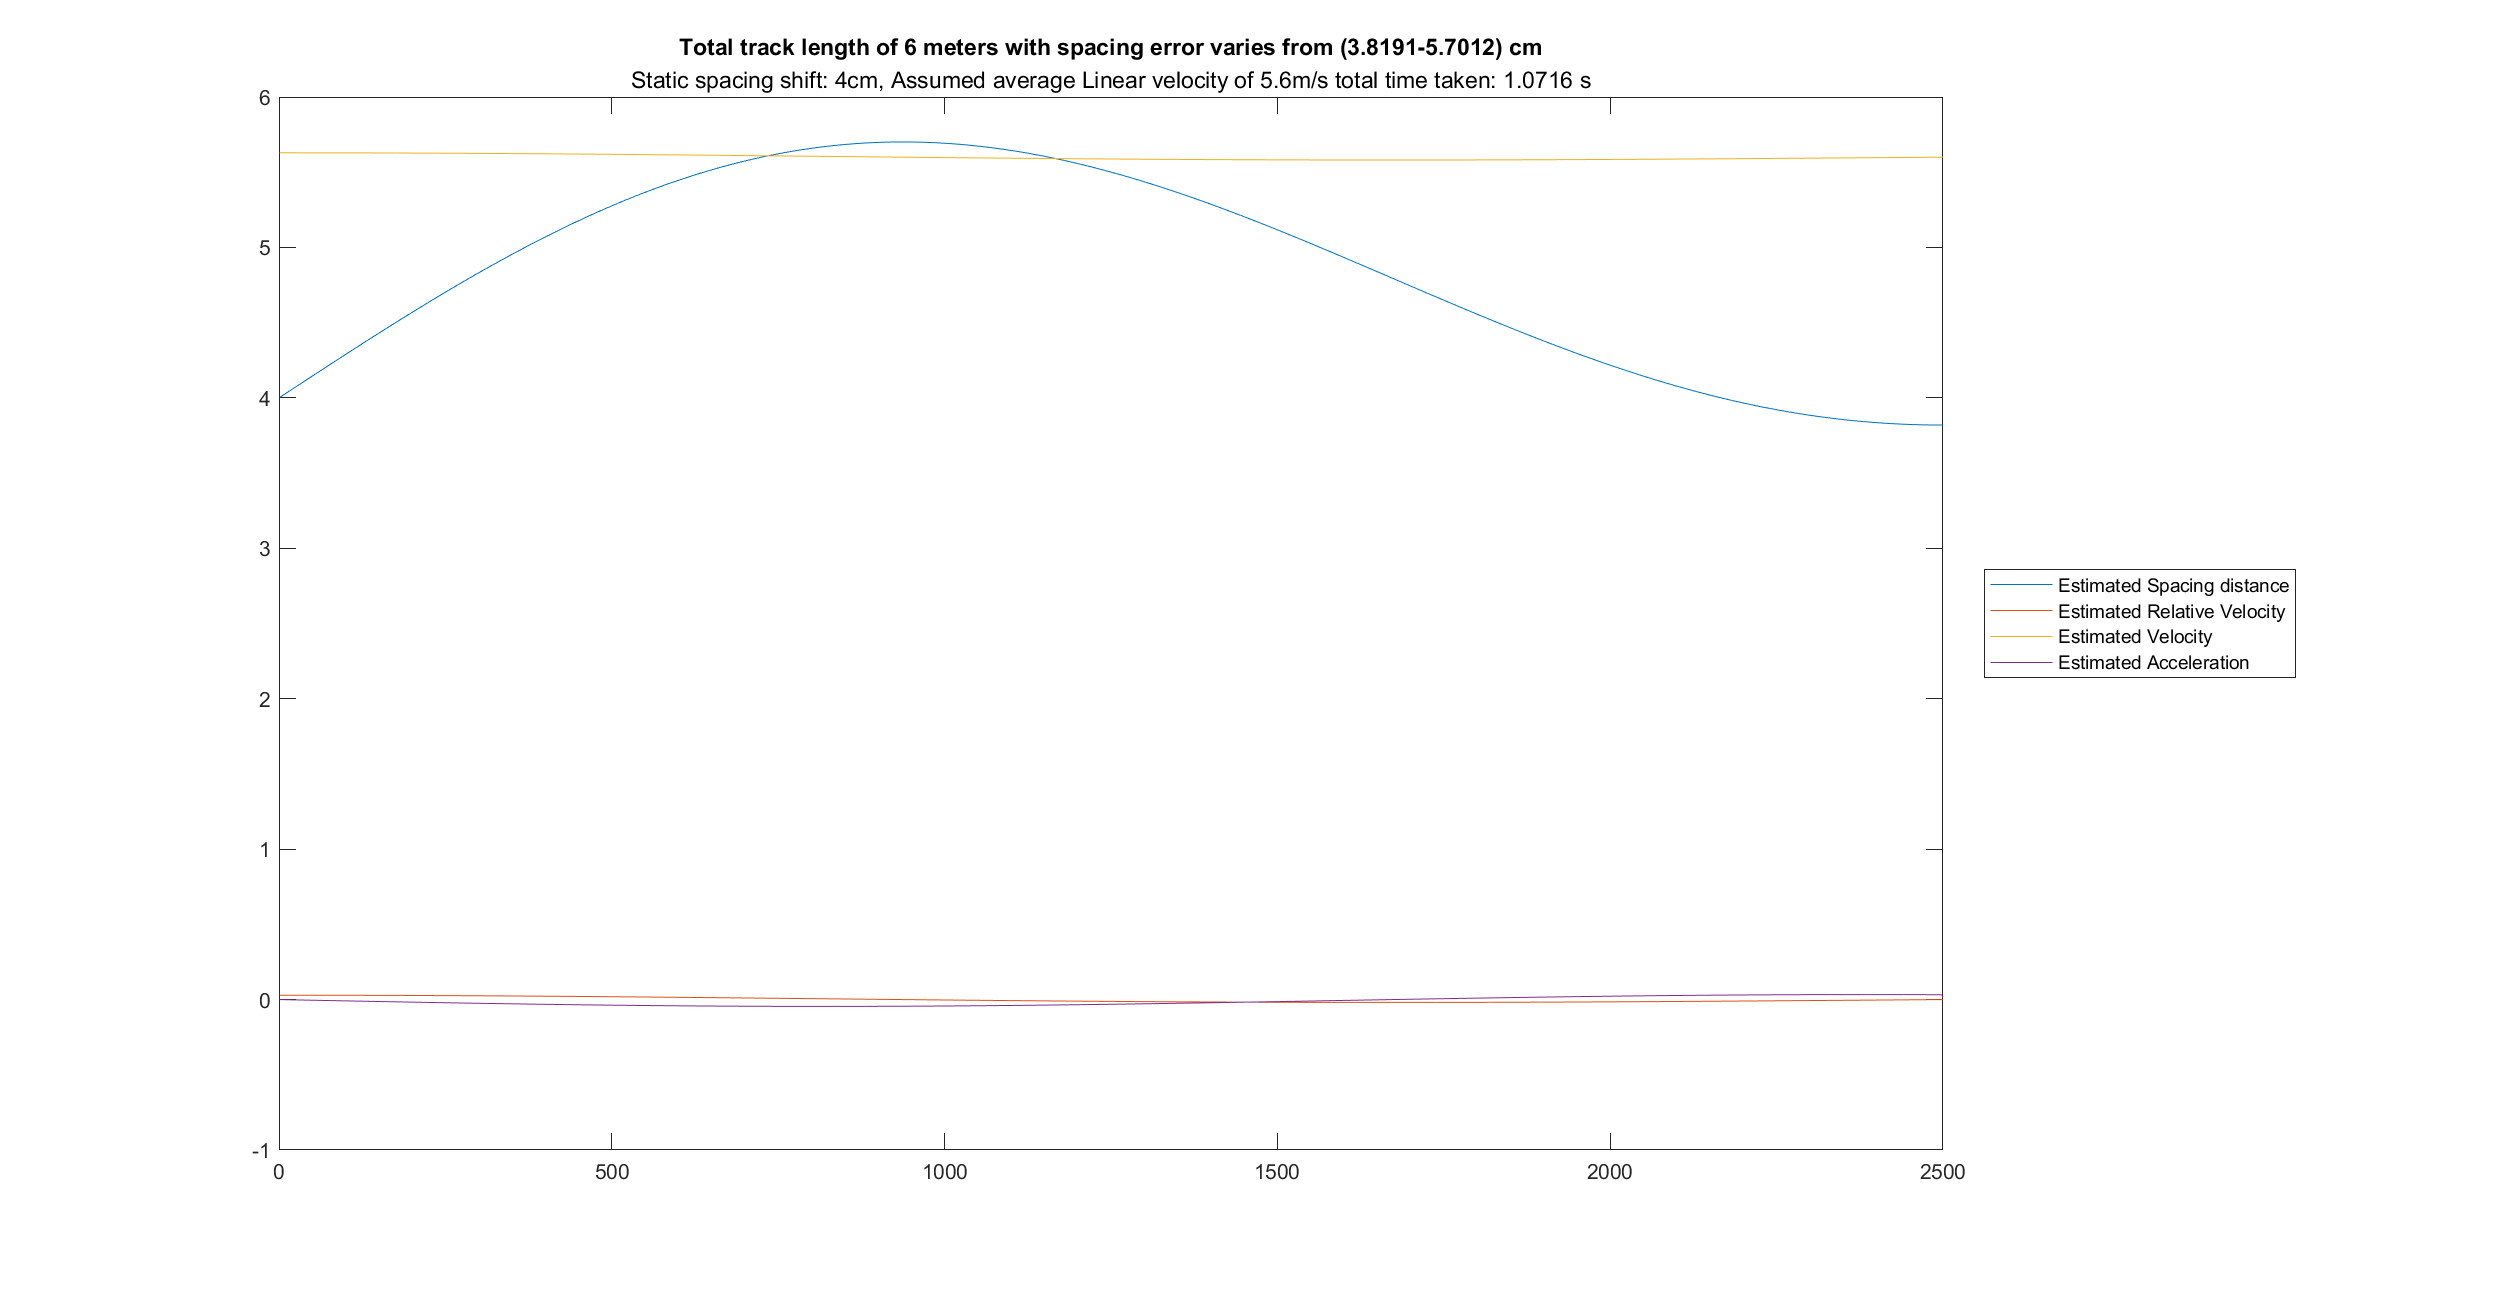 Total track length of 6 meters with spacing error varies from (3.8191-5.7012) cm
Static spacing shift: 4cm, Assumed average Linear velocity of 5.6m/s total time taken: 1.0716 s
6
5
4
3
2
1
0
-1
0 500 1000 1500 2000 2500
Estimated Spacing distance
Estimated Relative Velocity
Estimated Velocity
Estimated Acceleration